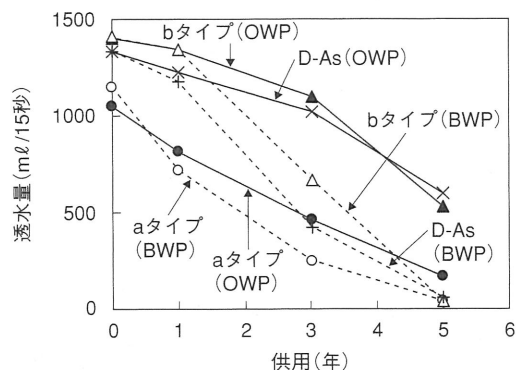 1500
1000
500
0
透水量(mℓ/15秒)
bタイプ(OWP)
D-As(OWP)
bタイプ(BWP)
aタイプ
(BWP)
aタイプ
(OWP)
D-As
(BWP)
0 1 2 3 4 5 6
供用(年)